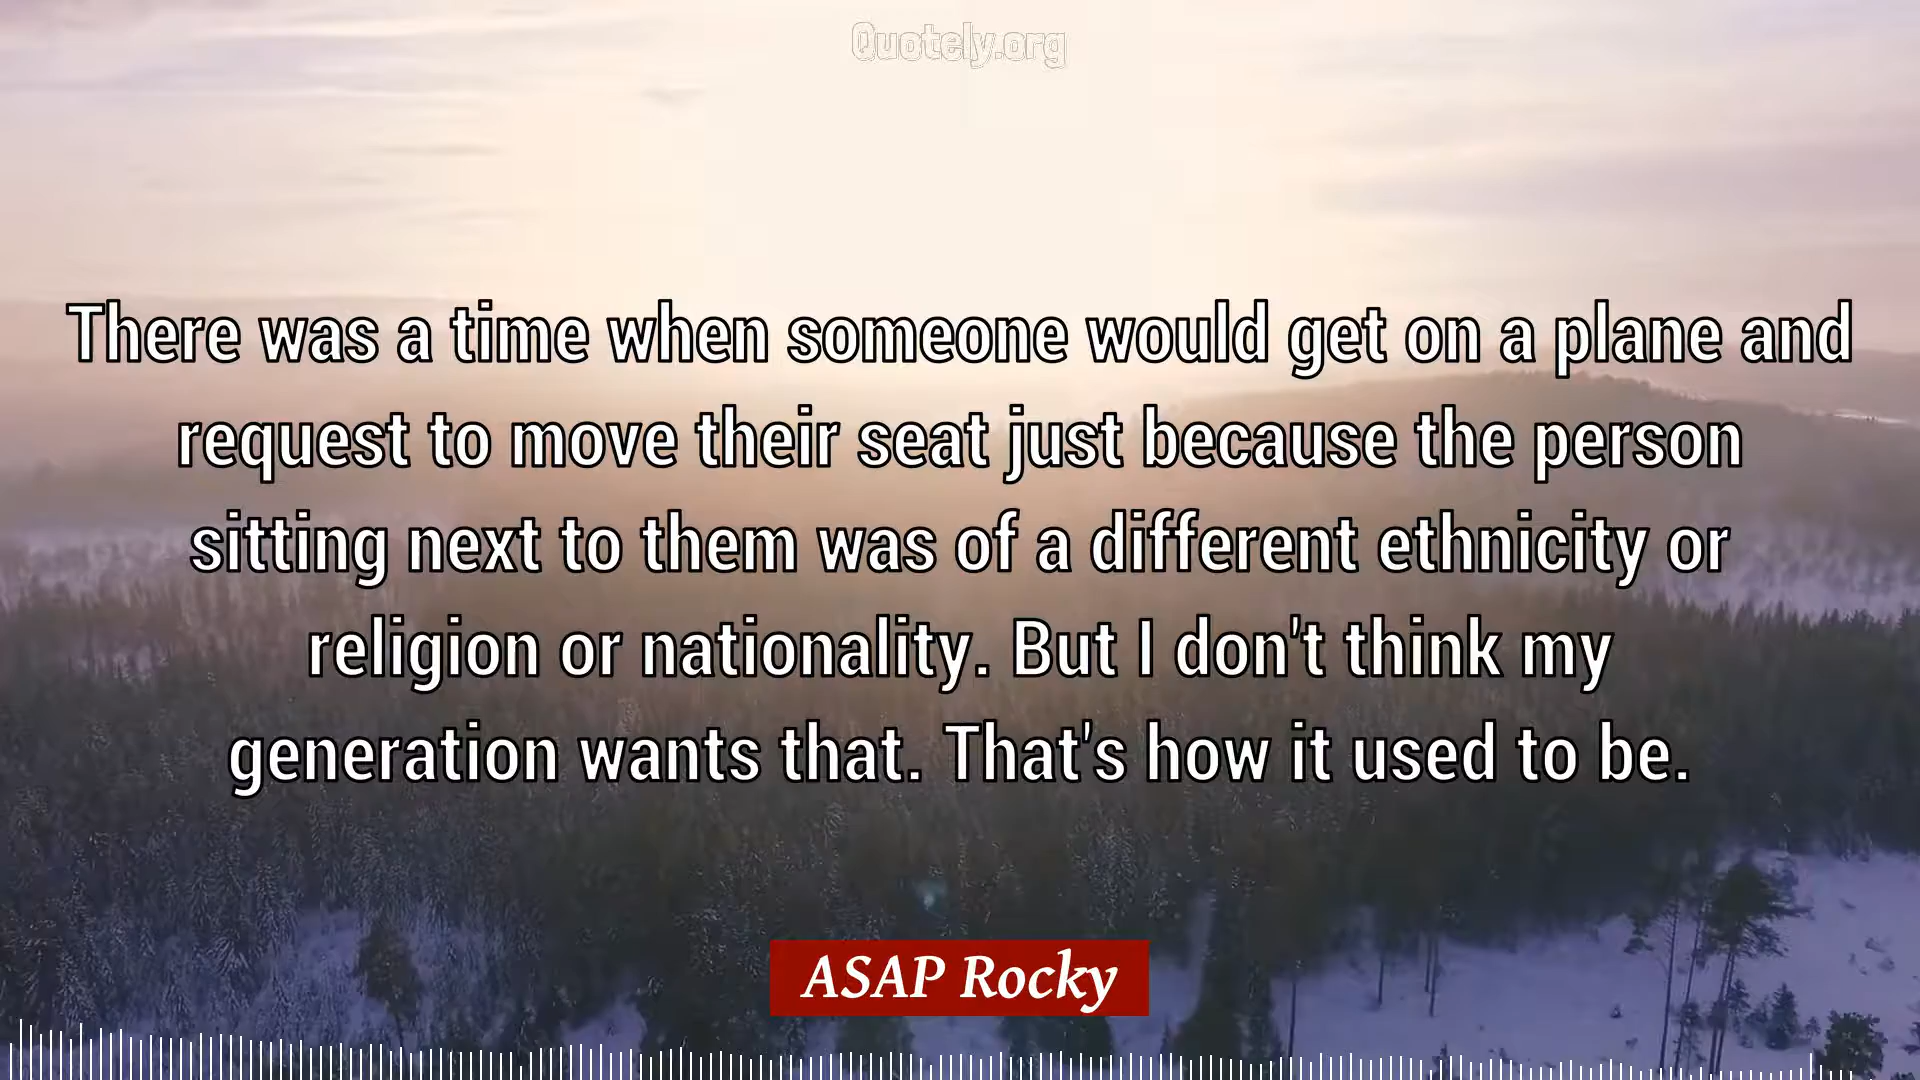 Quotely.org
There was a time when someone would get on a plane and
request to move their seat just because the person
sitting next to them was of a different ethnicity or
religion or nationality. But I don't think my
generation wants that. That's how it used to be.
ASAP Rocky